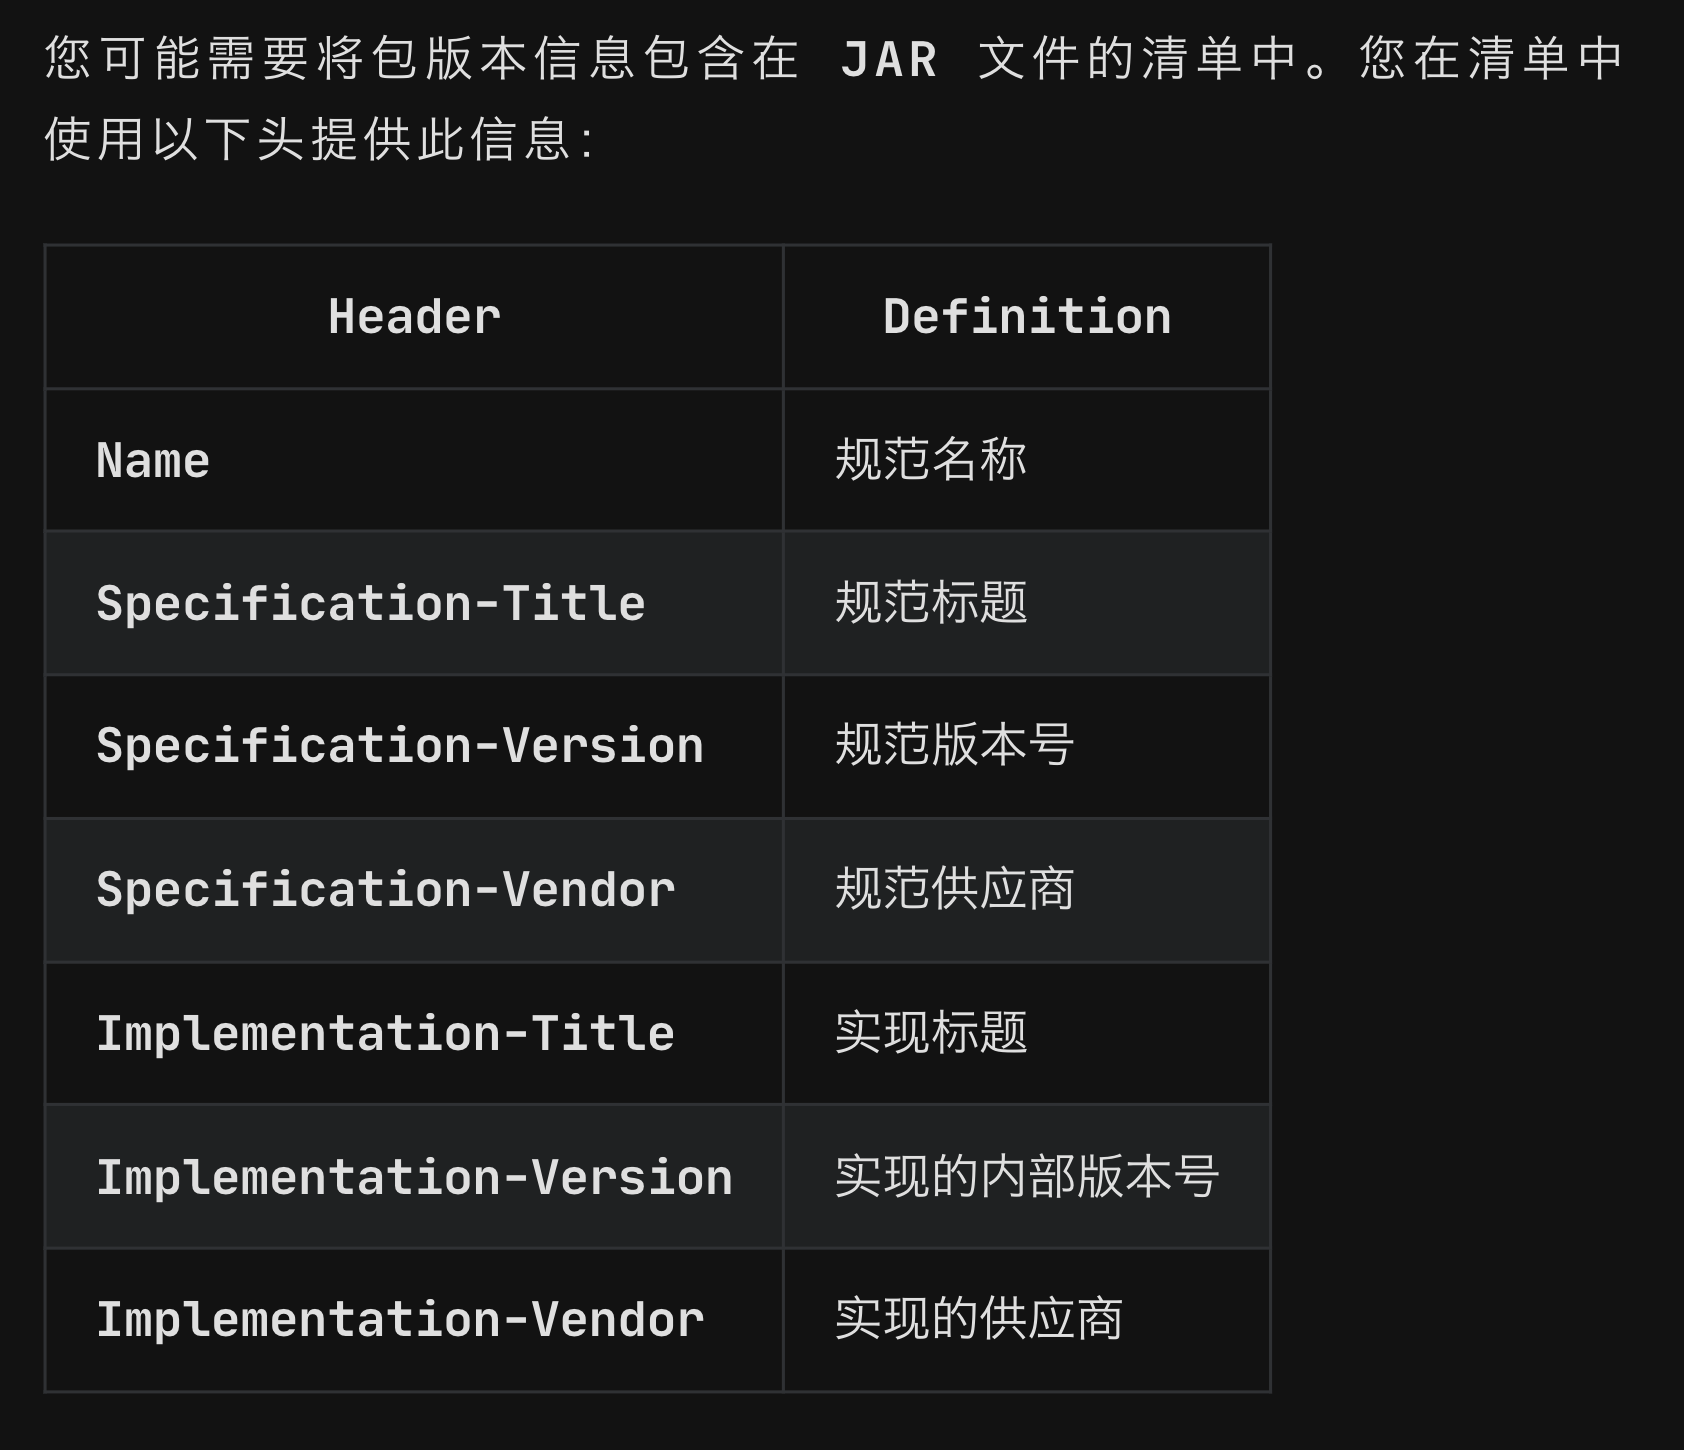 您可能需要将包版本信息包含在 JAR 文件的清单中。您在清单中
使用以下头提供此信息：
Header Definition
Name 规范名称
Specification-Title 规范标题
Specification-Version 规范版本号
Specification-Vendor 规范供应商
Implementation-Title 实现标题
Implementation-Version 实现的内部版本号
Implementation-Vendor 实现的供应商